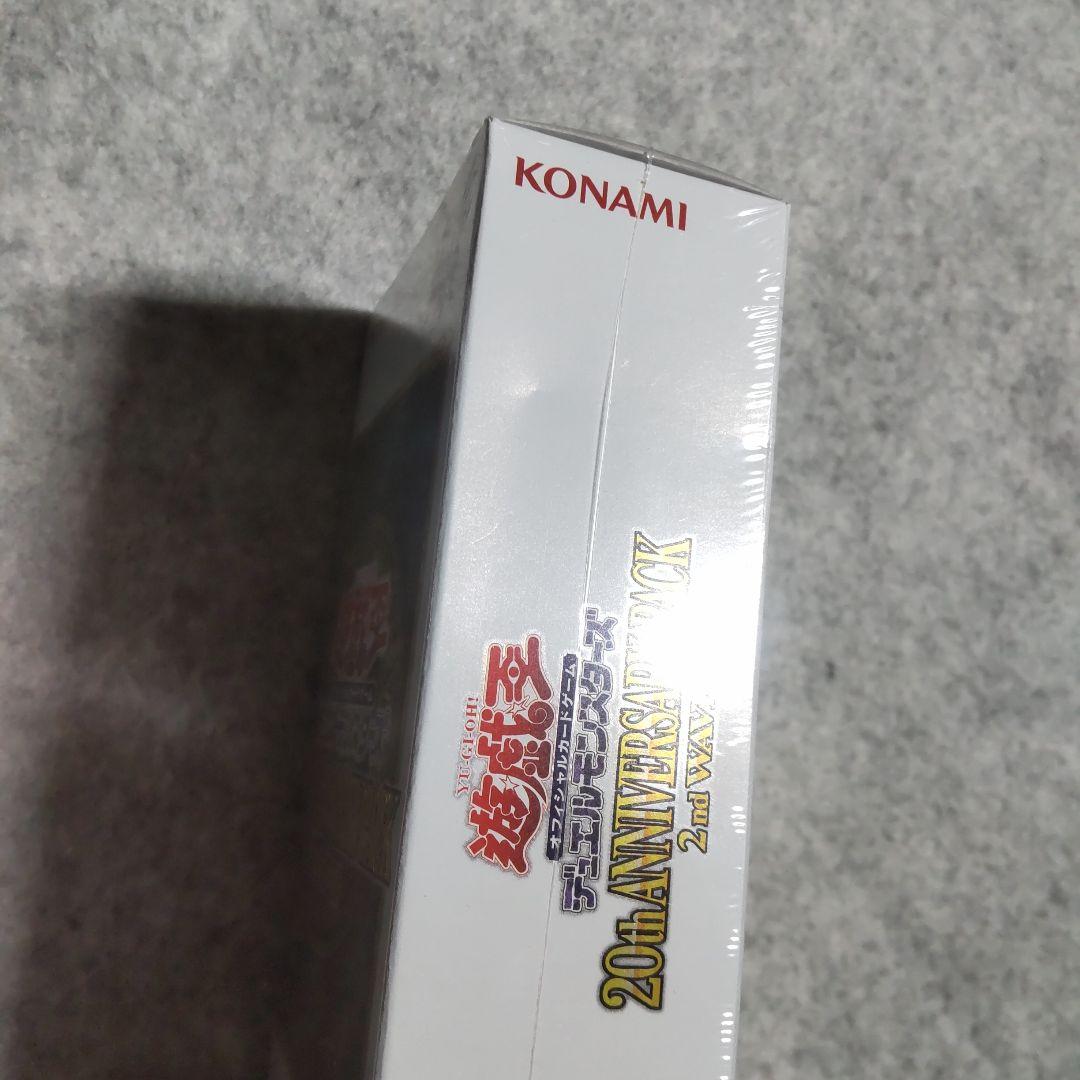 KONAMI
YU-GI-OH!
遊戯王
オフィシャルカードゲーム
デュエルモンスターズ
20th ANNIVERSARY PACK
2nd WAVE